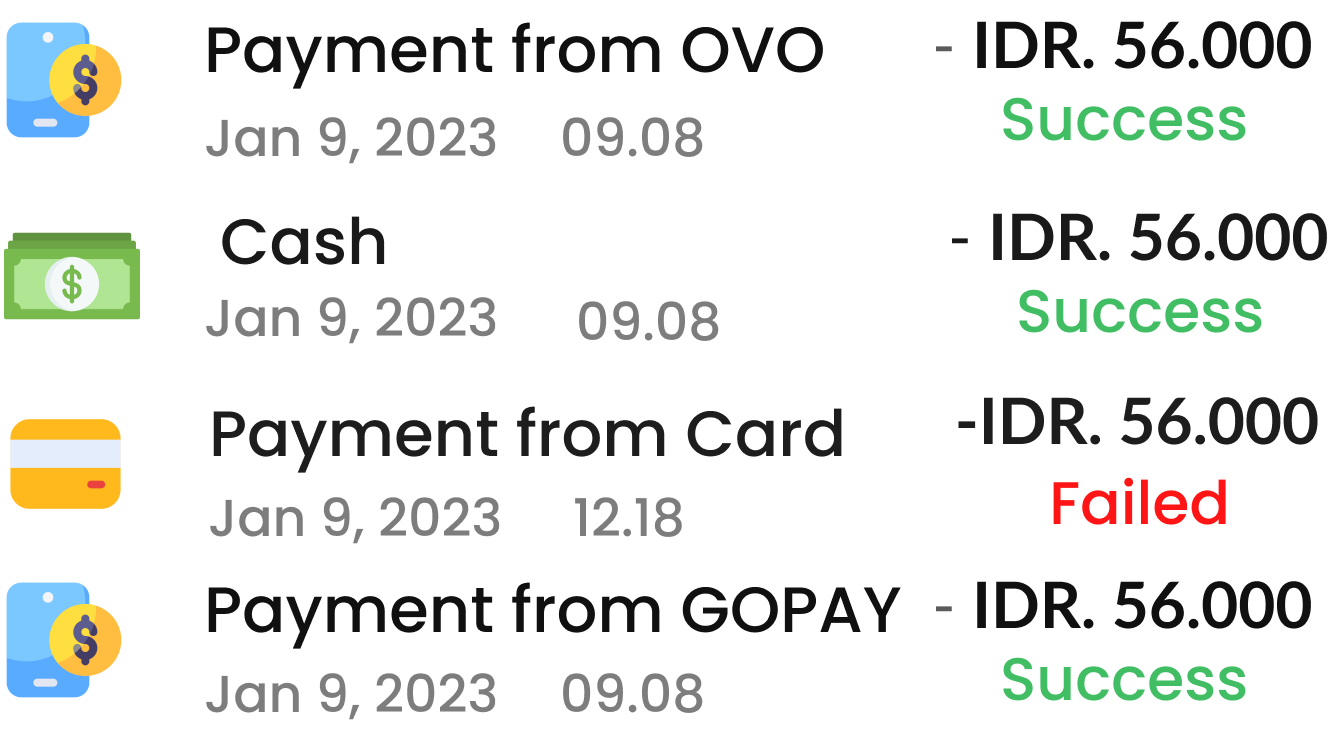 Payment from OVO - IDR. 56.000
Success
Jan 9, 2023 09.08
Cash - IDR. 56.000
Success
Jan 9, 2023 09.08
Payment from Card -IDR. 56.000
Failed
Jan 9, 2023 12.18
Payment from GOPAY - IDR. 56.000
Success
Jan 9, 2023 09.08